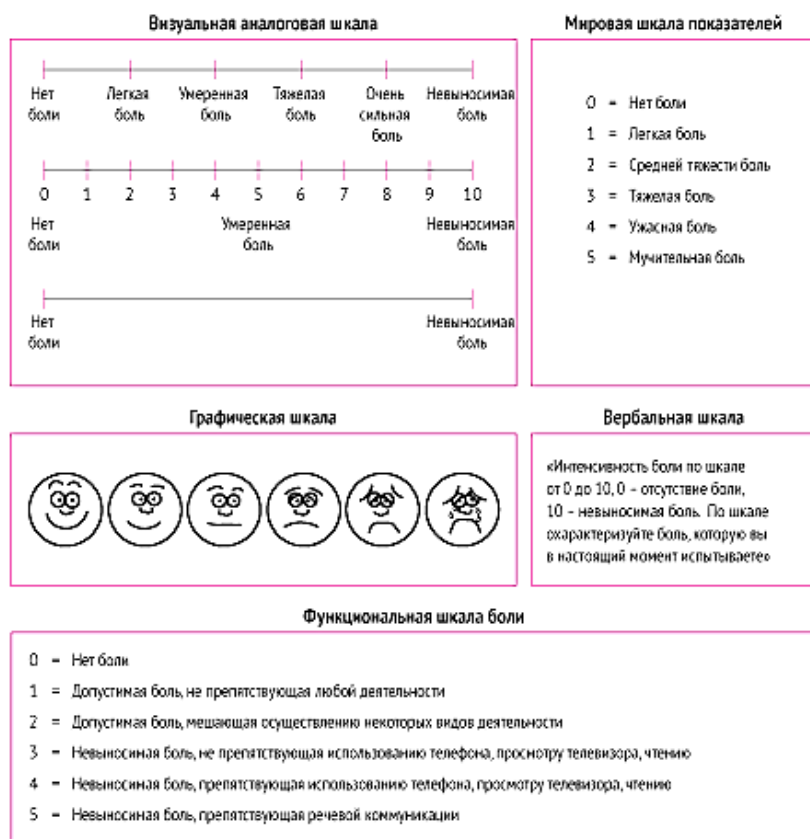 Визуальная аналоговая шкала
Нет боли
Легкая боль
Умеренная боль
Тяжелая боль
Очень сильная боль
Невыносимая боль
0 1 2 3 4 5 6 7 8 9 10
Нет боли
Умеренная боль
Невыносимая боль
Нет боли
Невыносимая боль
Мировая шкала показателей
0 = Нет боли
1 = Легкая боль
2 = Средней тяжести боль
3 = Тяжелая боль
4 = Ужасная боль
5 = Мучительная боль
Графическая шкала
Вербальная шкала
«Интенсивность боли по шкале
от 0 до 10, 0 – отсутствие боли,
10 – невыносимая боль. По шкале
охарактеризуйте боль, которую вы
в настоящий момент испытываете»
Функциональная шкала боли
0 = Нет боли
1 = Допустимая боль, не препятствующая любой деятельности
2 = Допустимая боль, мешающая осуществлению некоторых видов деятельности
3 = Невыносимая боль, не препятствующая использованию телефона, просмотру телевизора, чтению
4 = Невыносимая боль, препятствующая использованию телефона, просмотру телевизора, чтению
5 = Невыносимая боль, препятствующая речевой коммуникации